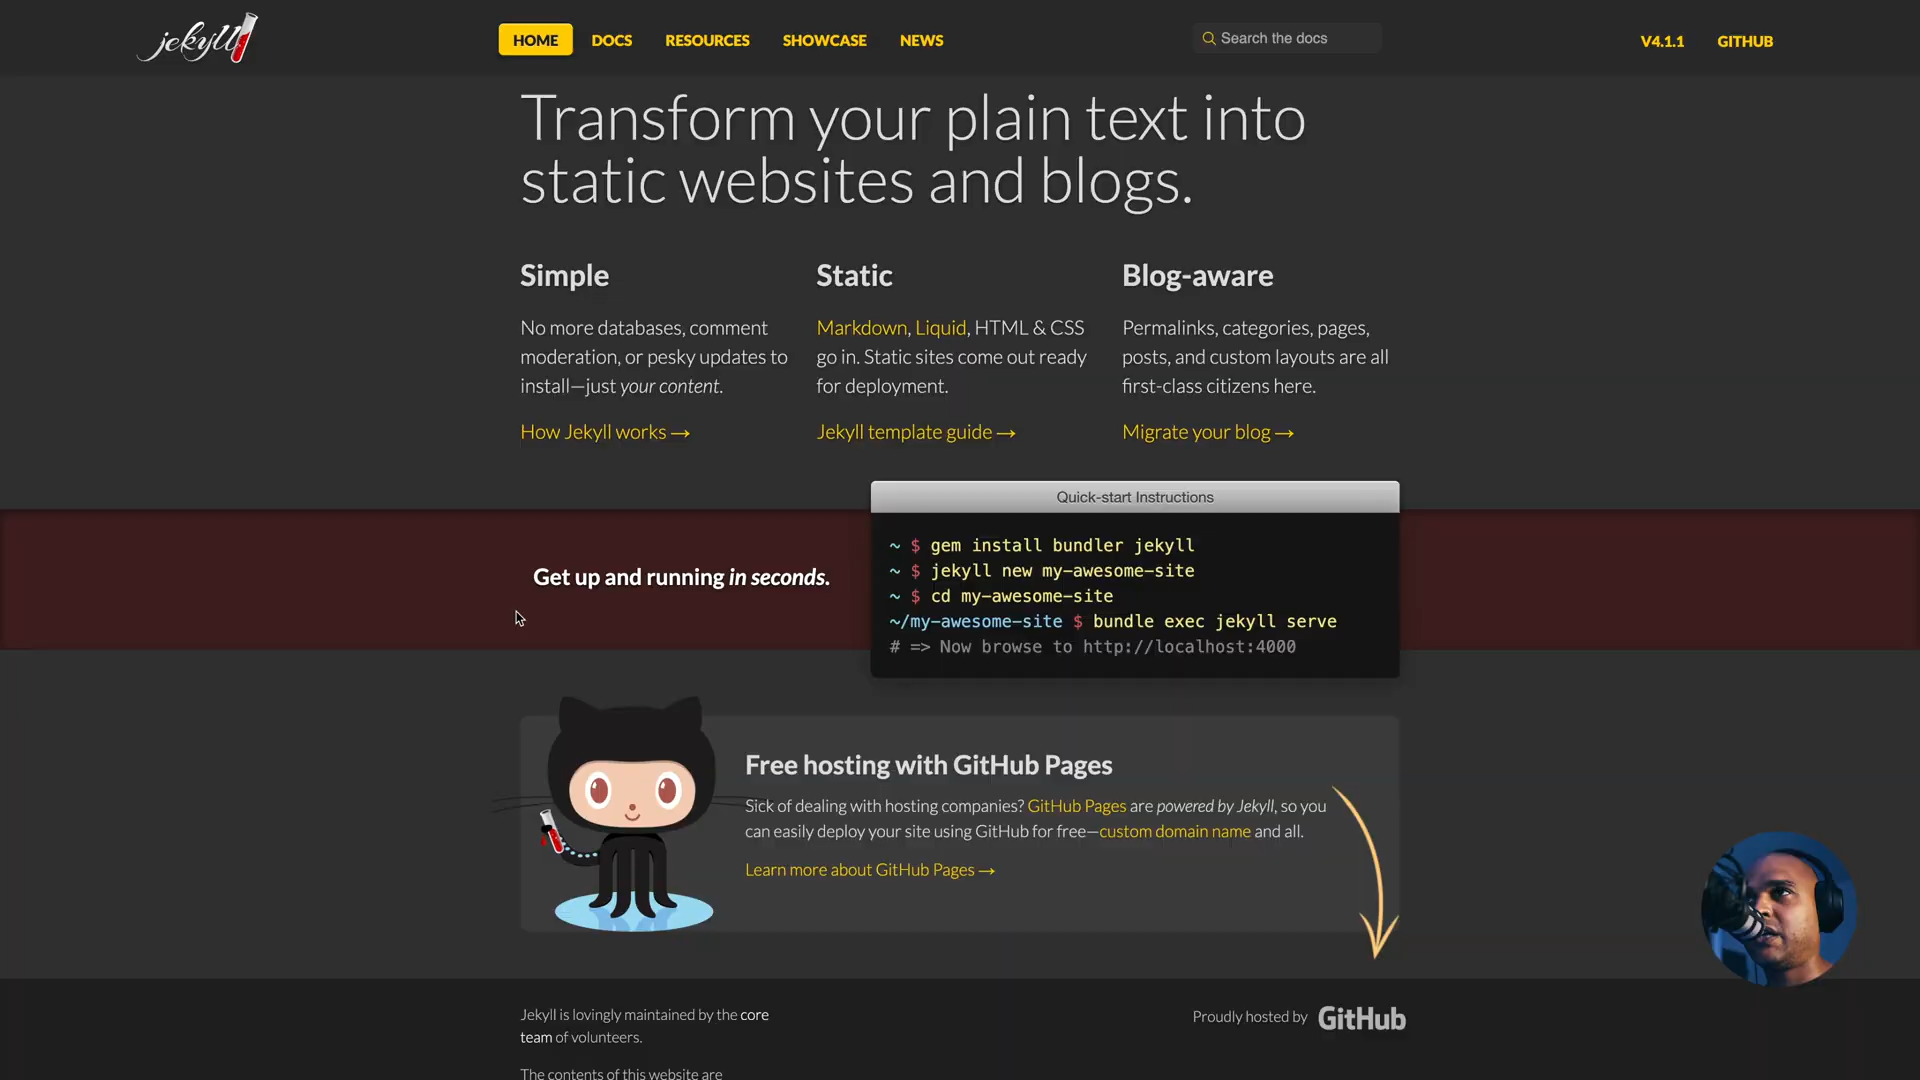 jekyll
HOME
DOCS
RESOURCES
SHOWCASE
NEWS
Search the docs
V4.1.1
GITHUB
Transform your plain text into
static websites and blogs.
Simple
No more databases, comment
moderation, or pesky updates to
install—just your content.
How Jekyll works →
Static
Markdown, Liquid, HTML & CSS
go in. Static sites come out ready
for deployment.
Jekyll template guide →
Blog-aware
Permalinks, categories, pages,
posts, and custom layouts are all
first-class citizens here.
Migrate your blog →
Get up and running in seconds.
Quick-start Instructions
~ $ gem install bundler jekyll
~ $ jekyll new my-awesome-site
~ $ cd my-awesome-site
~/my-awesome-site $ bundle exec jekyll serve
# => Now browse to http://localhost:4000
Free hosting with GitHub Pages
Sick of dealing with hosting companies? GitHub Pages are powered by Jekyll, so you
can easily deploy your site using GitHub for free—custom domain name and all.
Learn more about GitHub Pages →
Jekyll is lovingly maintained by the core
team of volunteers.
The contents of this website are
Proudly hosted by GitHub